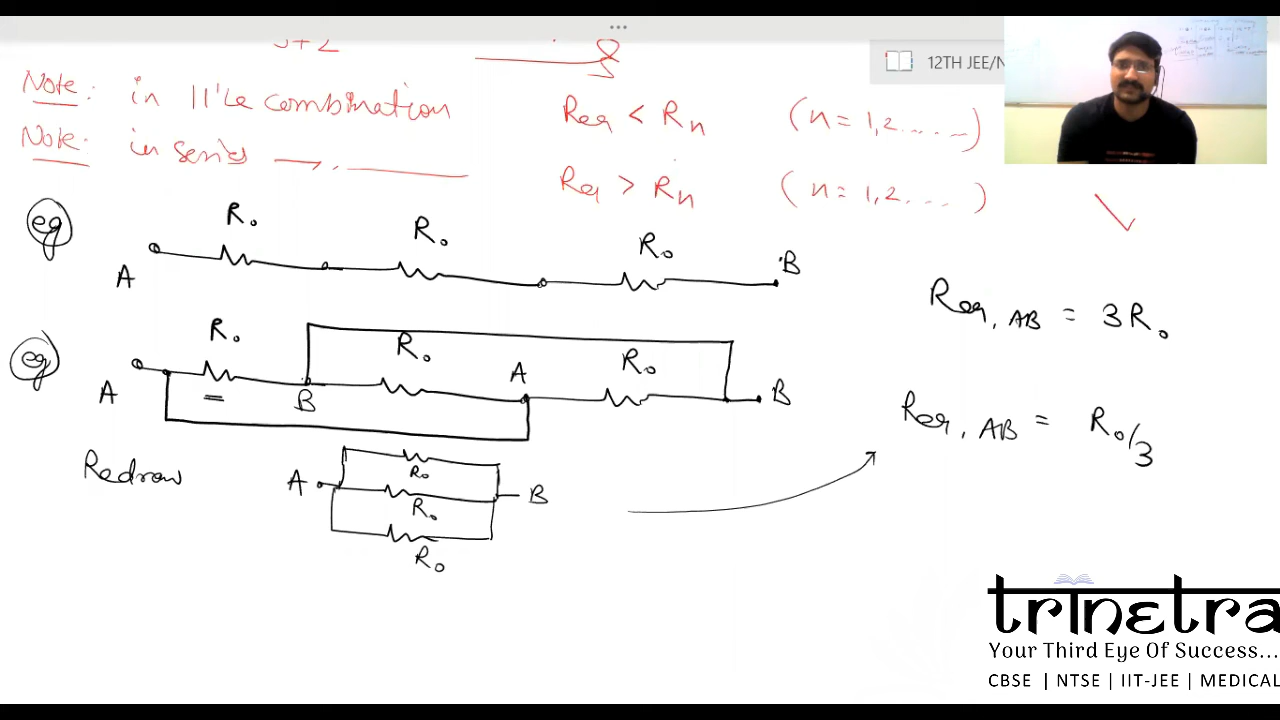 5+2
12TH JEE/N
Note: in ||'le combination Req < Rn (n = 1,2......)
Note: in series Req > Rn (n = 1,2....)
eg
R₀ R₀ R₀
A B
Req, AB = 3R₀
eg
R₀ R₀ A R₀
A B B
Req, AB = R₀/3
Redraw
R₀
A B
R₀
R₀
trinetra
Your Third Eye Of Success...
CBSE | NTSE | IIT-JEE | MEDICAL